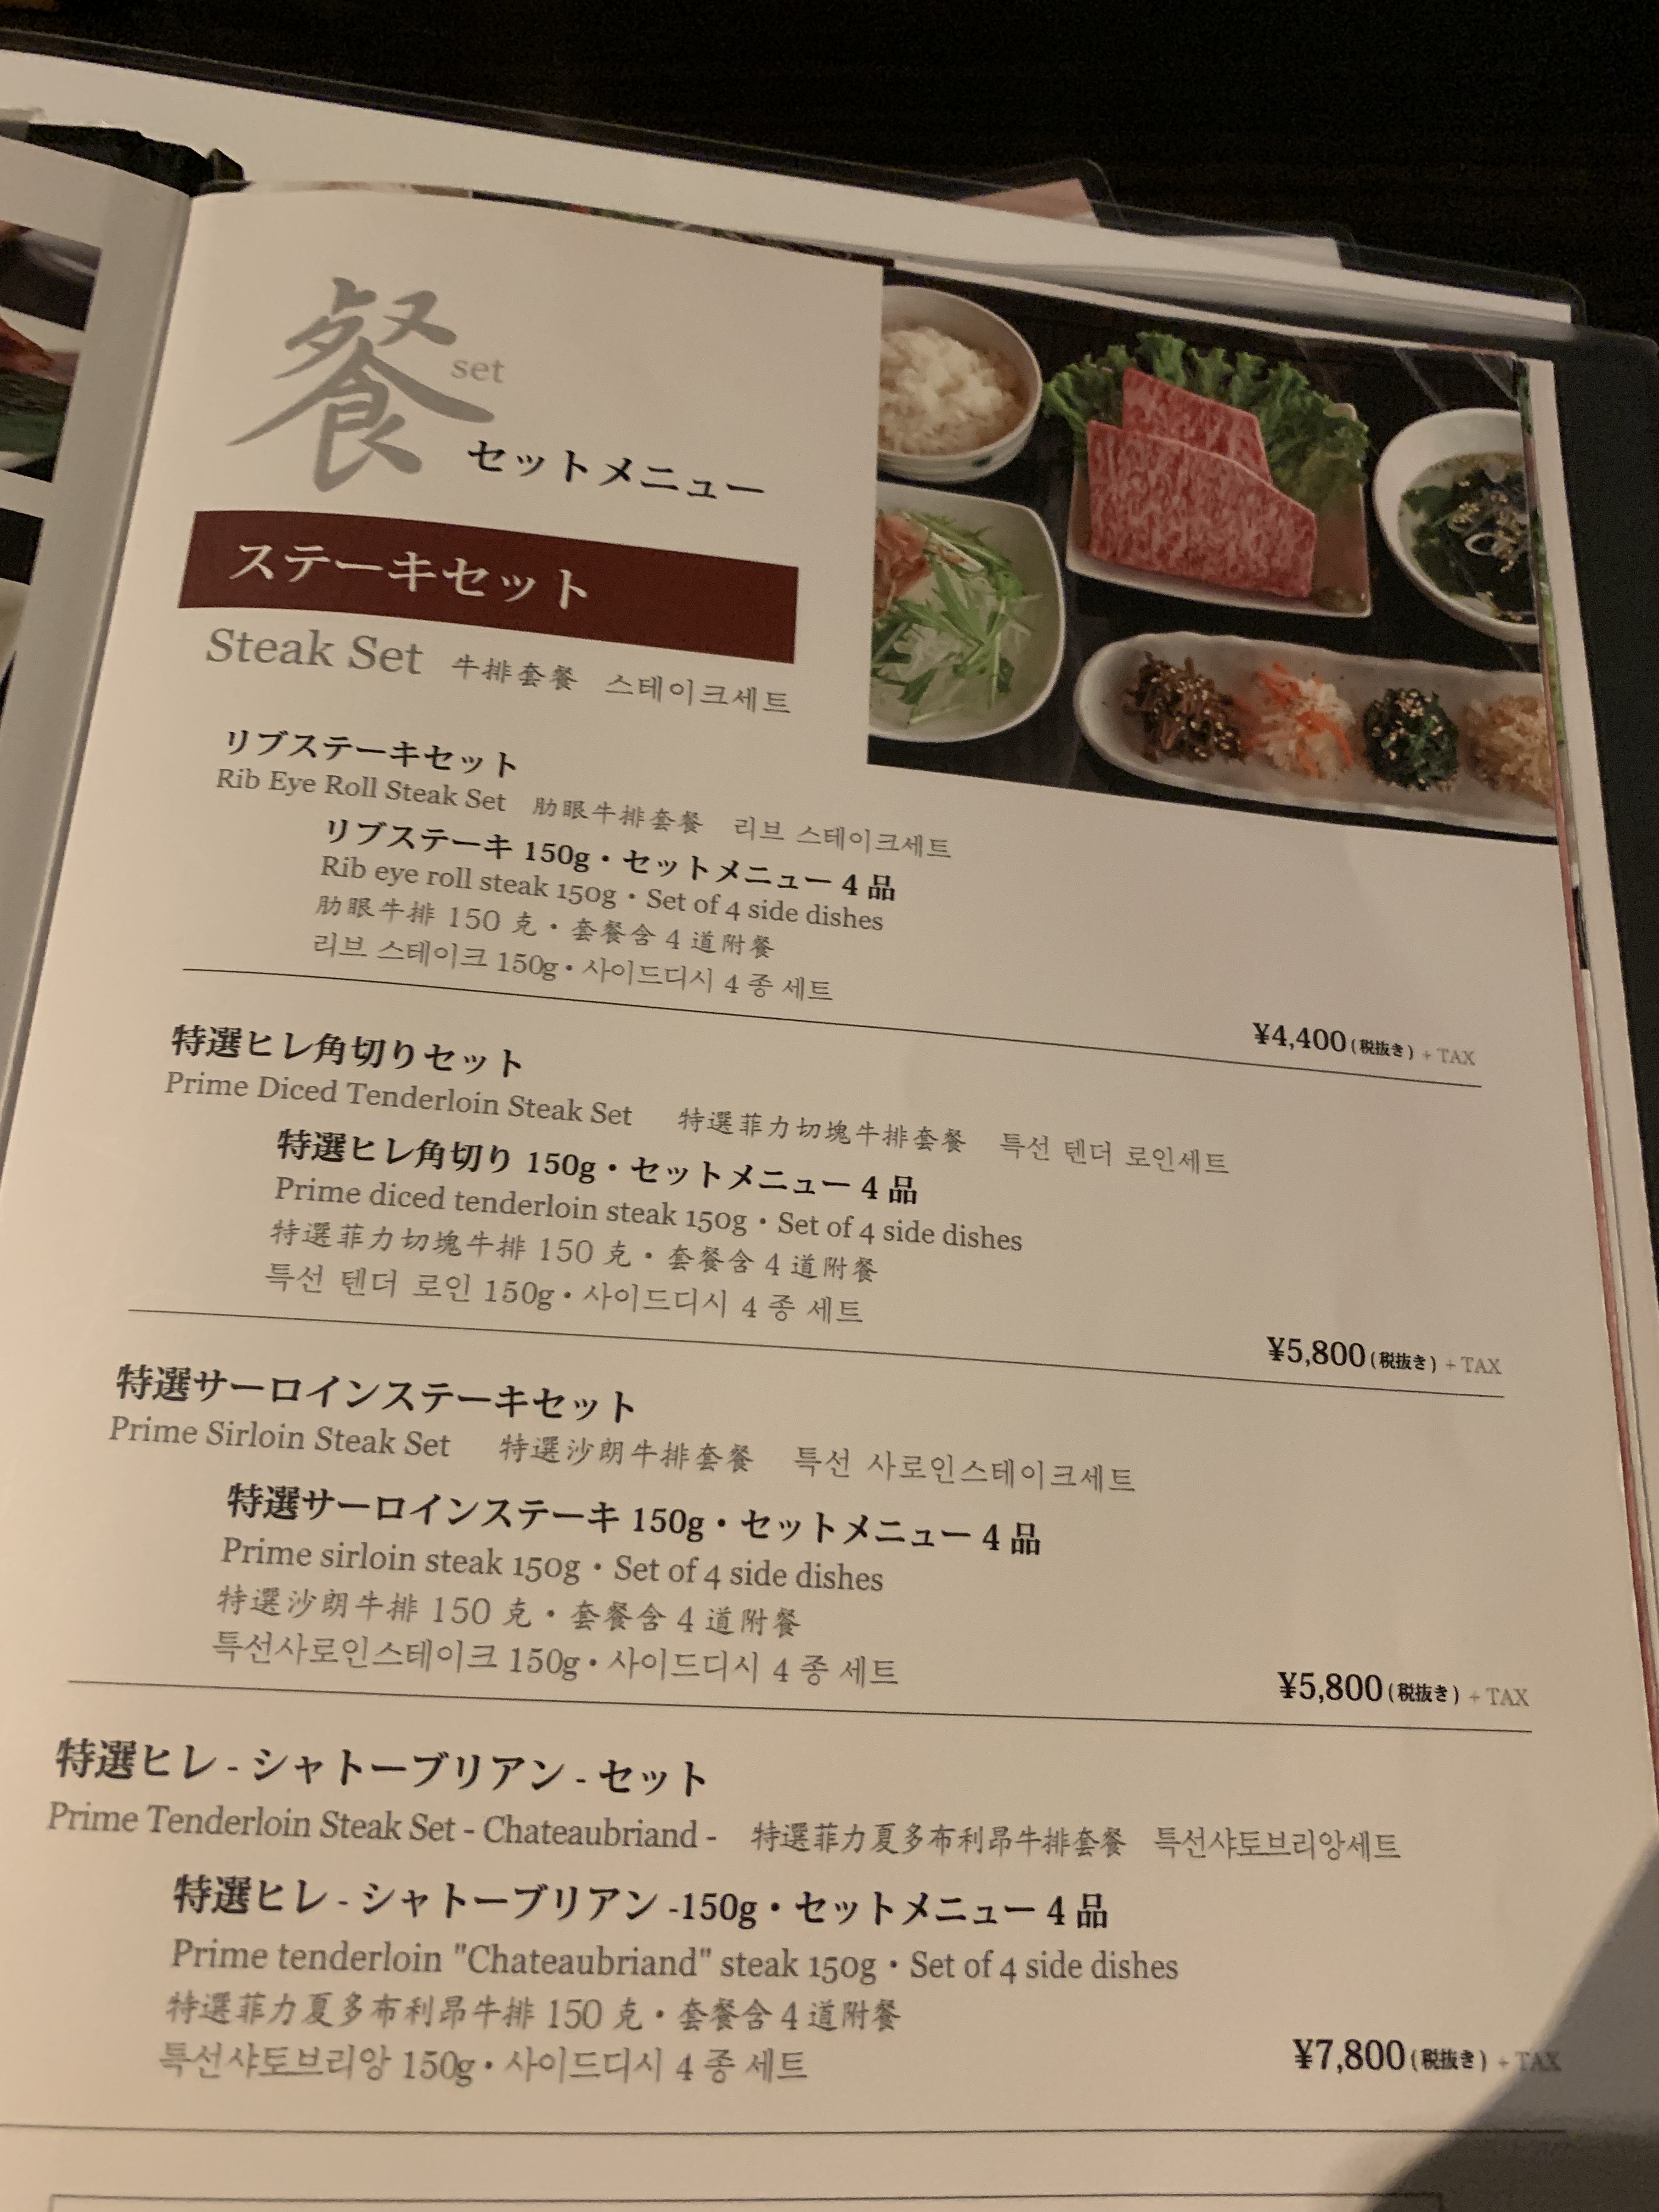 餐
set
セットメニュー
ステーキセット
Steak Set 牛排套餐 스테이크세트
リブステーキセット
Rib Eye Roll Steak Set 肋眼牛排套餐 리브 스테이크세트
リブステーキ 150g・セットメニュー 4 品
Rib eye roll steak 150g・Set of 4 side dishes
肋眼牛排 150 克・套餐含 4 道附餐
리브 스테이크 150g・사이드디시 4 종 세트
¥4,400(税抜き) + TAX
特選ヒレ角切りセット
Prime Diced Tenderloin Steak Set 特選菲力切塊牛排套餐 특선 텐더 로인세트
特選ヒレ角切り 150g・セットメニュー 4 品
Prime diced tenderloin steak 150g・Set of 4 side dishes
特選菲力切塊牛排 150 克・套餐含 4 道附餐
특선 텐더 로인 150g・사이드디시 4 종 세트
¥5,800(税抜き) + TAX
特選サーロインステーキセット
Prime Sirloin Steak Set 特選沙朗牛排套餐 특선 사로인스테이크세트
特選サーロインステーキ 150g・セットメニュー 4 品
Prime sirloin steak 150g・Set of 4 side dishes
特選沙朗牛排 150 克・套餐含 4 道附餐
특선사로인스테이크 150g・사이드디시 4 종 세트
¥5,800(税抜き) + TAX
特選ヒレ - シャトーブリアン - セット
Prime Tenderloin Steak Set - Chateaubriand - 特選菲力夏多布利昂牛排套餐 특선샤토브리앙세트
特選ヒレ - シャトーブリアン -150g・セットメニュー 4 品
Prime tenderloin "Chateaubriand" steak 150g・Set of 4 side dishes
特選菲力夏多布利昂牛排 150 克・套餐含 4 道附餐
특선샤토브리앙 150g・사이드디시 4 종 세트
¥7,800(税抜き) + TAX